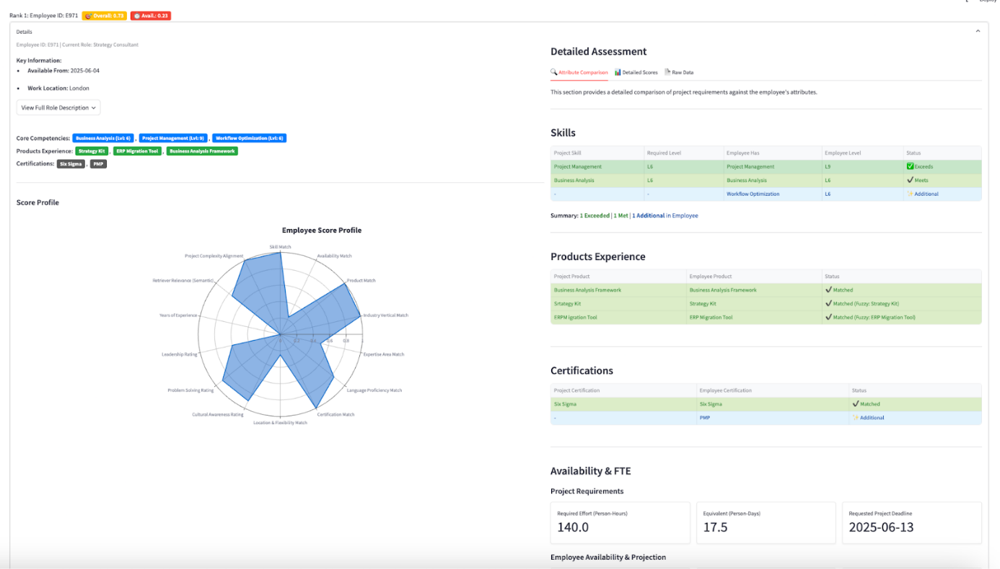 Deploy
Rank 1: Employee ID: E971 Overall: 0.73 Avail.: 0.23
Details
Employee ID: E971 | Current Role: Strategy Consultant
Key Information:
• Available From: 2025-06-04
• Work Location: London
View Full Role Description
Core Competencies: Business Analysis (Lvl: 6) , Project Management (Lvl: 9) , Workflow Optimization (Lvl: 6)
Products Experience: Strategy Kit , ERP Migration Tool , Business Analysis Framework
Certifications: Six Sigma , PMP
Score Profile
Employee Score Profile
Skill Match
Project Complexity Alignment
Availability Match
Retriever Relevance (Semantic)
Product Match
Years of Experience
Industry Vertical Match
0 0.2 0.4 0.6 0.8 1
Leadership Rating
Expertise Area Match
Problem Solving Rating
Language Proficiency Match
Cultural Awareness Rating
Certification Match
Location & Flexibility Match
Detailed Assessment
Attribute Comparison Detailed Scores Raw Data
This section provides a detailed comparison of project requirements against the employee's attributes.
Skills
Project Skill Required Level Employee Has Employee Level Status
Project Management L6 Project Management L9 Exceeds
Business Analysis L6 Business Analysis L6 Meets
- - Workflow Optimization L6 Additional
Summary: 1 Exceeded | 1 Met | 1 Additional in Employee
Products Experience
Project Product Employee Product Status
Business Analysis Framework Business Analysis Framework Matched
Srtategy Kit Strategy Kit Matched (Fuzzy: Strategy Kit)
ERPM igration Tool ERP Migration Tool Matched (Fuzzy: ERP Migration Tool)
Certifications
Project Certification Employee Certification Status
Six Sigma Six Sigma Matched
- PMP Additional
Availability & FTE
Project Requirements
Required Effort (Person-Hours) Equivalent (Person-Days) Requested Project Deadline
140.0 17.5 2025-06-13
Employee Availability & Projection